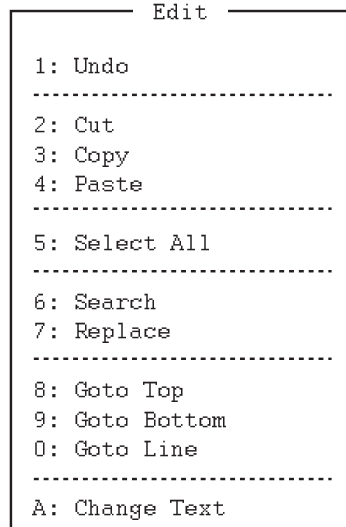 Edit
1: Undo
2: Cut
3: Copy
4: Paste
5: Select All
6: Search
7: Replace
8: Goto Top
9: Goto Bottom
0: Goto Line
A: Change Text